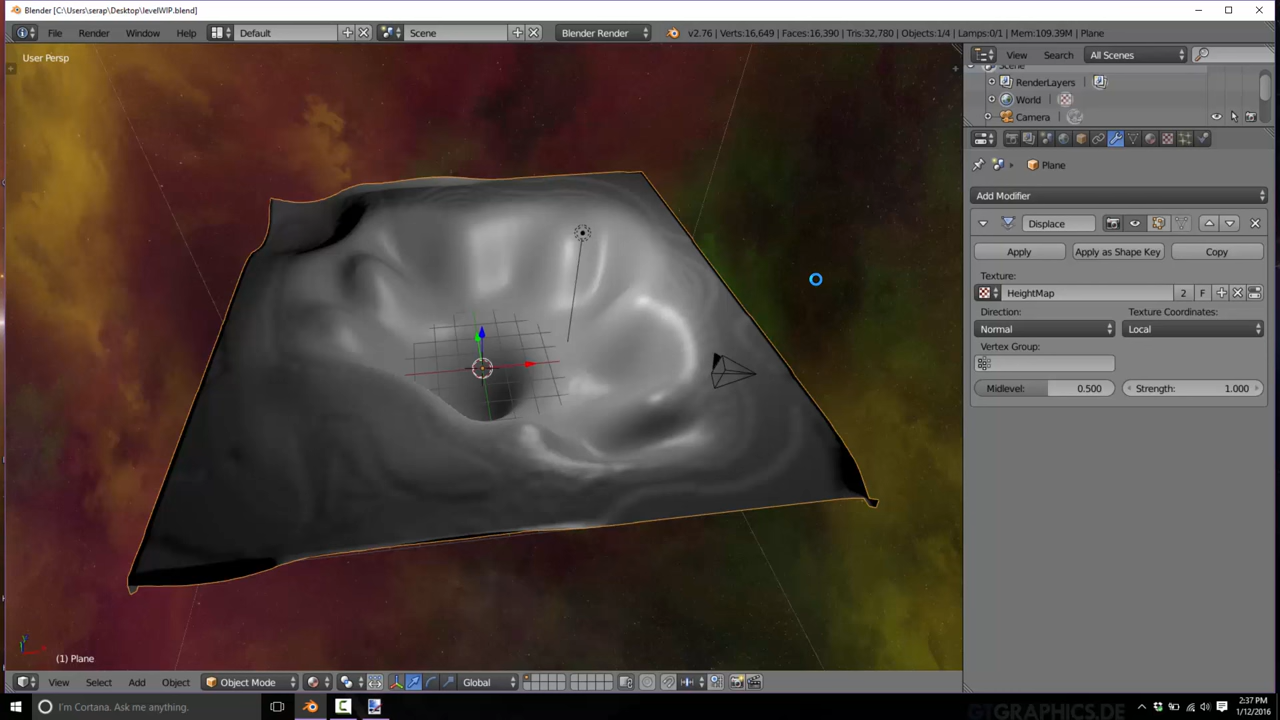 Blender [C:\Users\serap\Desktop\levelWIP.blend]
File Render Window Help Default Scene Blender Render v2.76 | Verts:16,649 | Faces:16,390 | Tris:32,780 | Objects:1/4 | Lamps:0/1 | Mem:109.39M | Plane
User Persp
View Search All Scenes
Scene
RenderLayers
World
Camera
Plane
Add Modifier
Displace
Apply Apply as Shape Key Copy
Texture:
HeightMap 2 F
Direction: Texture Coordinates:
Normal Local
Vertex Group:
Midlevel: 0.500 Strength: 1.000
(1) Plane
View Select Add Object Object Mode Global
I'm Cortana. Ask me anything.
2:37 PM
1/12/2016
GTGRAPHICS.DE